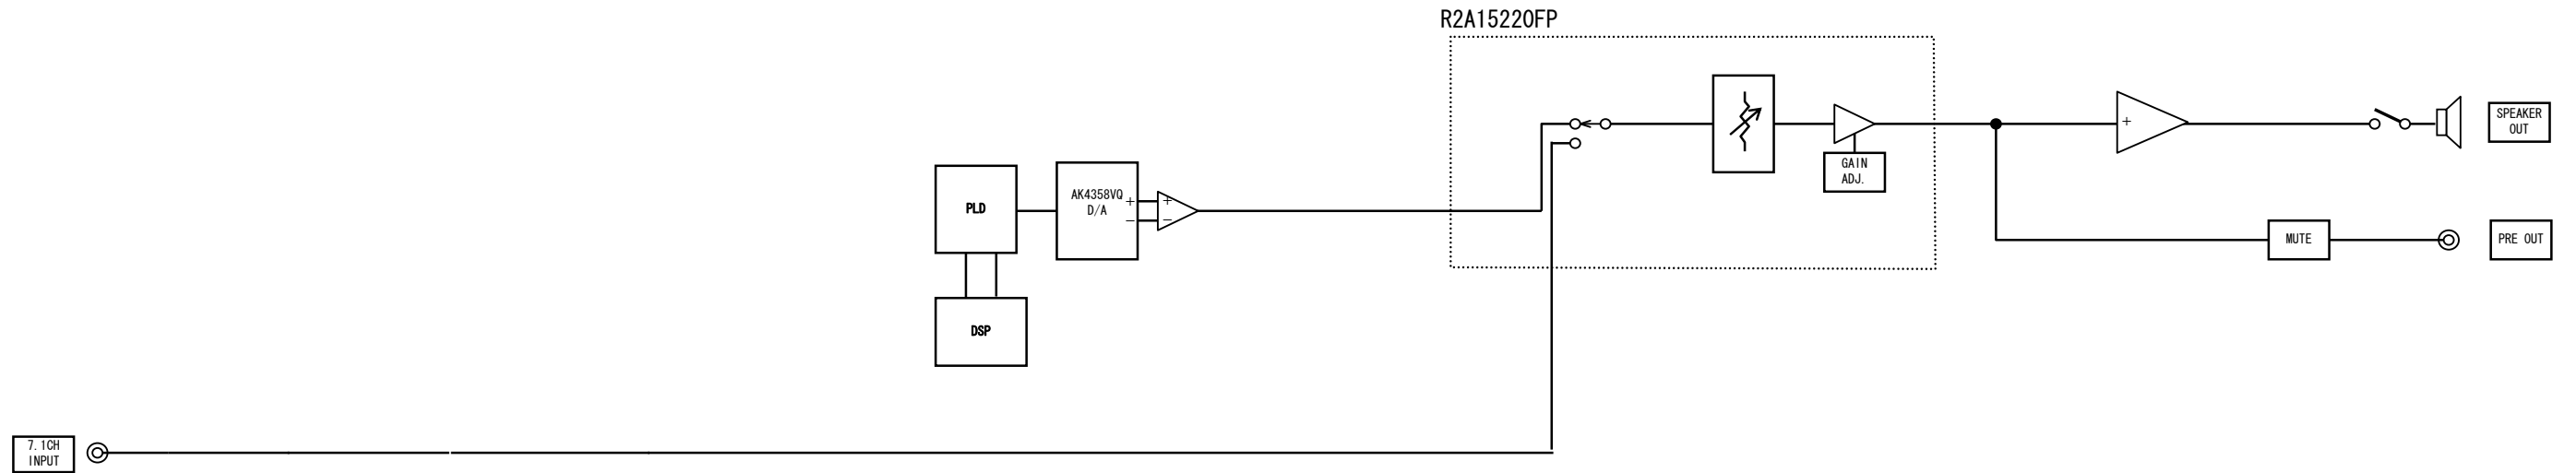 R2A15220FP
SPEAKER
OUT
GAIN
ADJ.
PLD
AK4358VQ
D/A
+
-
+
-
+
MUTE
PRE OUT
DSP
7.1CH
INPUT